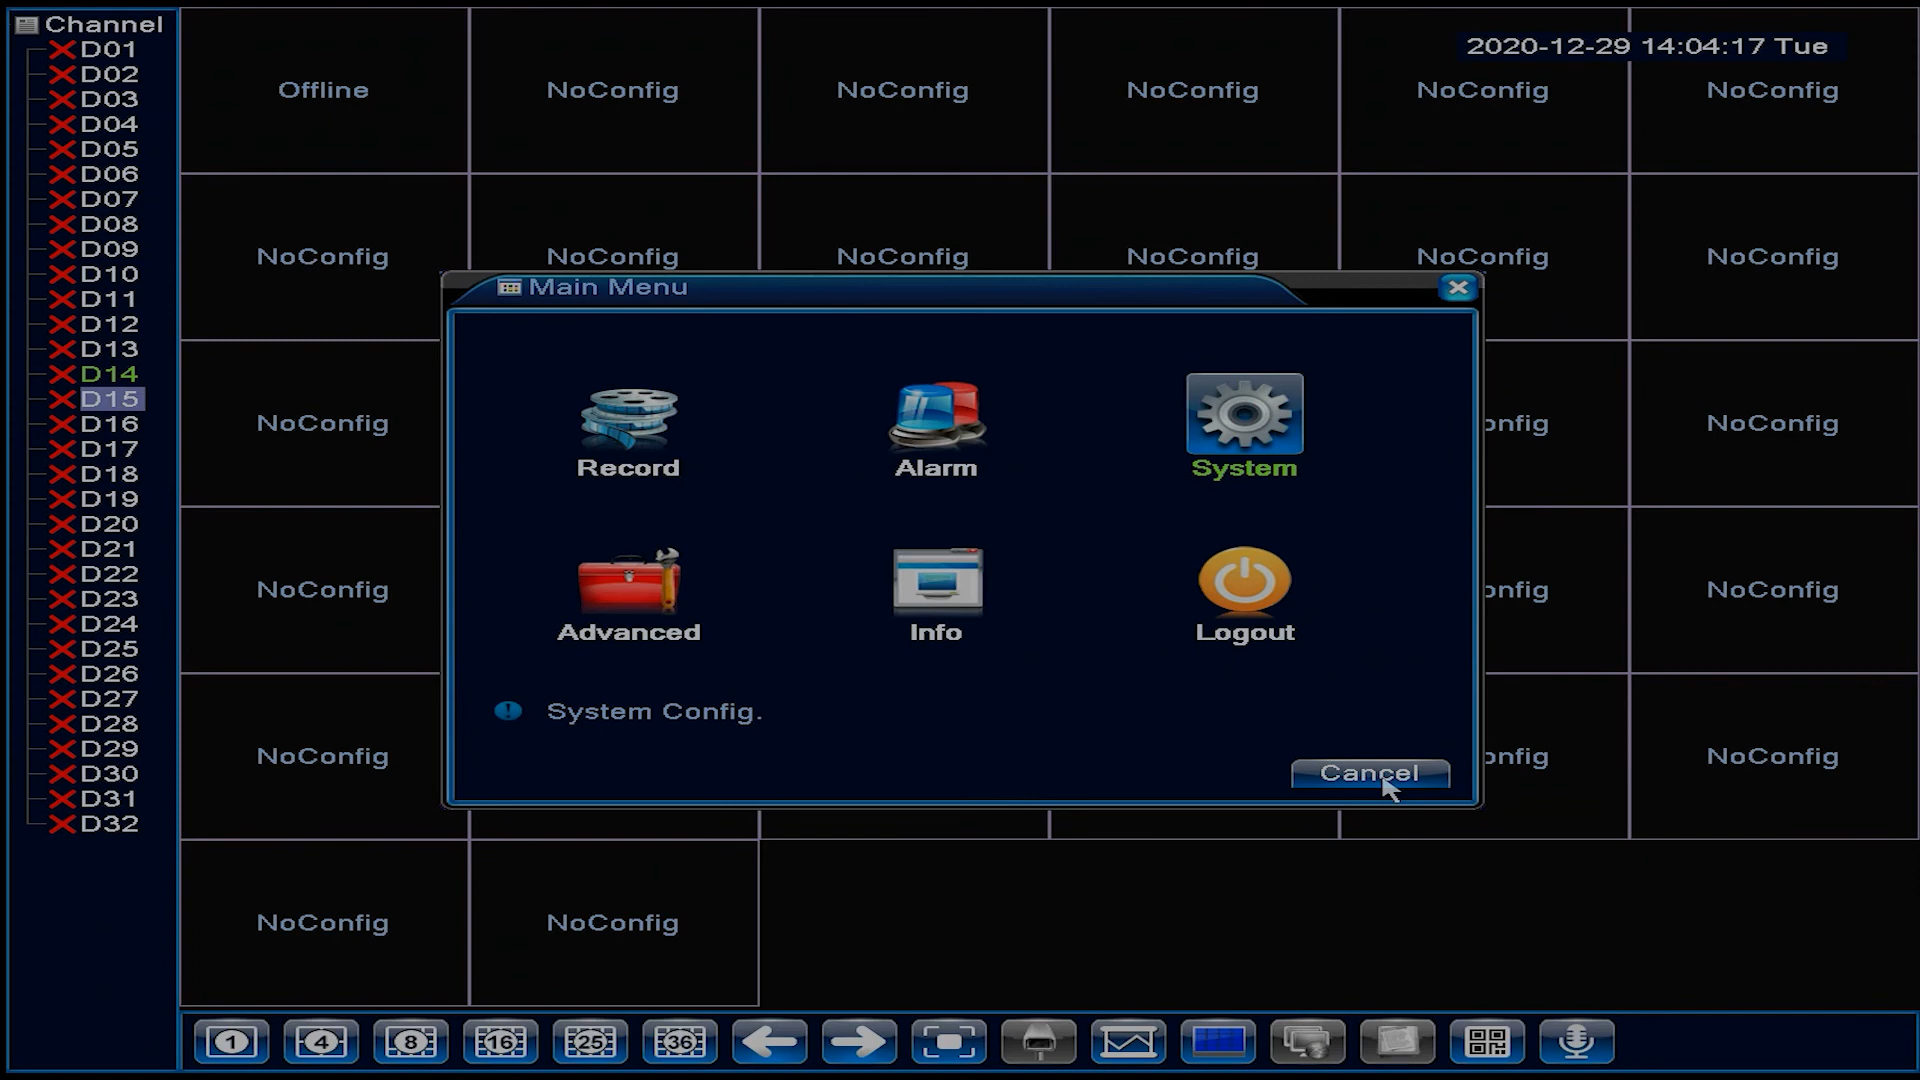 Channel
D01
D02
D03
D04
D05
D06
D07
D08
D09
D10
D11
D12
D13
D14
D15
D16
D17
D18
D19
D20
D21
D22
D23
D24
D25
D26
D27
D28
D29
D30
D31
D32
2020-12-29 14:04:17 Tue
Offline NoConfig NoConfig NoConfig NoConfig NoConfig
NoConfig NoConfig NoConfig NoConfig NoConfig NoConfig
Main Menu
NoConfig onfig NoConfig
Record Alarm System
NoConfig onfig NoConfig
Advanced Info Logout
System Config.
NoConfig onfig NoConfig
Cancel
NoConfig NoConfig
1 4 8 16 25 36